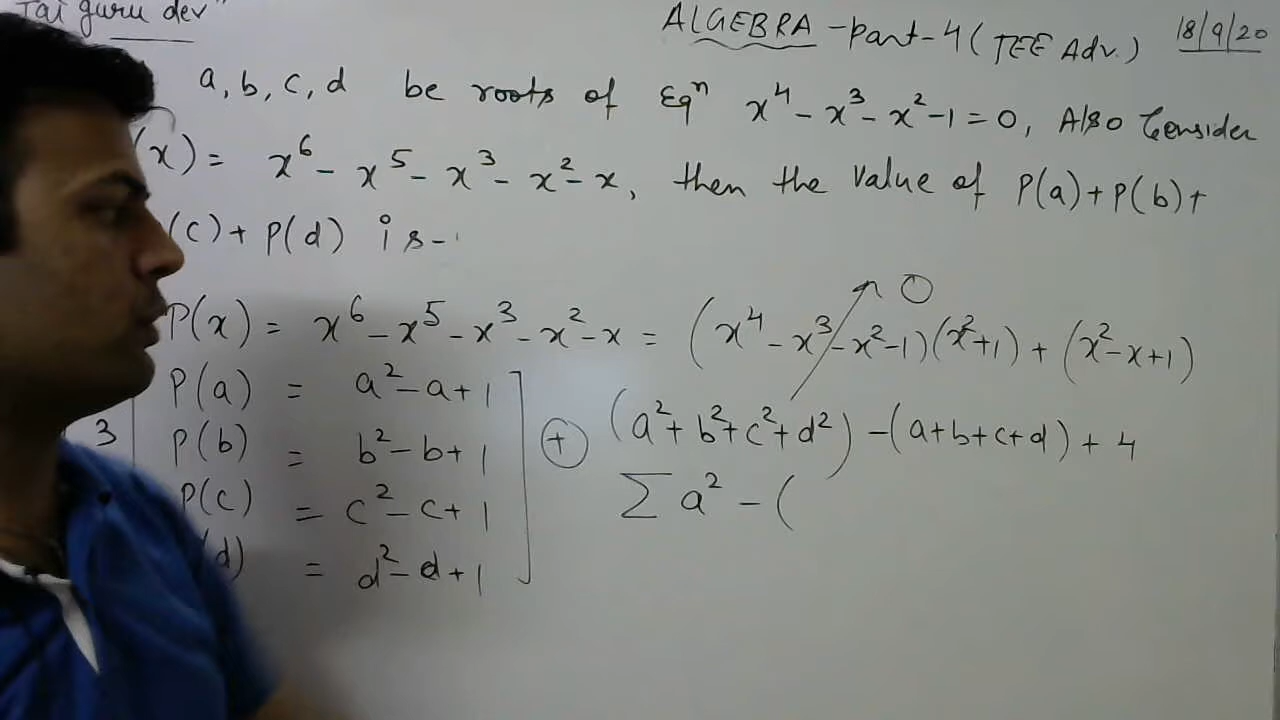 Jai guru dev"
ALGEBRA - part - 4 (JEE Adv.) 18/9/20
a, b, c, d be roots of Eqⁿ x⁴ - x³ - x² - 1 = 0, Also Consider
(x) = x⁶ - x⁵ - x³ - x² - x, then the value of P(a) + P(b) +
(c) + P(d) is -
P(x) = x⁶ - x⁵ - x³ - x² - x = (x⁴ - x³ - x² - 1)(x² + 1) + (x² - x + 1)
0
P(a) = a² - a + 1
P(b) = b² - b + 1
P(c) = c² - c + 1
(d) = d² - d + 1
3
+ (a² + b² + c² + d²) - (a + b + c + d) + 4
∑ a² - (